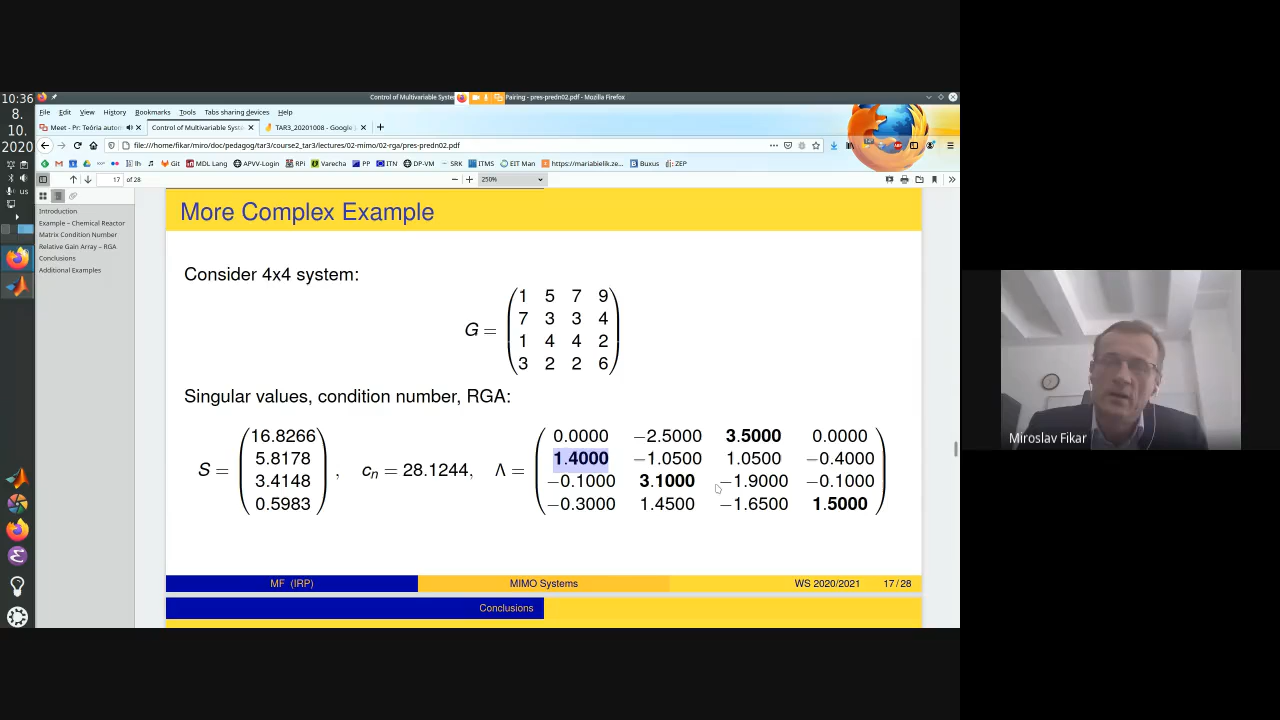 10:36
8.
10.
2020
Control of Multivariable Syste
Pairing - pres-predn02.pdf - Mozilla Firefox
File Edit View History Bookmarks Tools Tabs sharing devices Help
Meet - Pr: Teória autom
Control of Multivariable Syste
TAR3_20201008 - Google
file:///home/fikar/miro/doc/pedagog/tar3/course2_tar3/lectures/02-mimo/02-rga/pres-predn02.pdf
lh Git MDL Lang APVV-Login RPi Varecha PP ITN DP-VM SRK ITMS EIT Man https://mariabielik.ze... Buxus ZEP
17 of 28
250%
us
Introduction
Example – Chemical Reactor
Matrix Condition Number
Relative Gain Array – RGA
Conclusions
Additional Examples
More Complex Example
Consider 4x4 system:
G =
1 5 7 9
7 3 3 4
1 4 4 2
3 2 2 6
Singular values, condition number, RGA:
S =
16.8266
5.8178
3.4148
0.5983
, cn = 28.1244, Λ =
0.0000 −2.5000 3.5000 0.0000
1.4000 −1.0500 1.0500 −0.4000
−0.1000 3.1000 −1.9000 −0.1000
−0.3000 1.4500 −1.6500 1.5000
MF (IRP) MIMO Systems WS 2020/2021 17 / 28
Conclusions
Miroslav Fikar